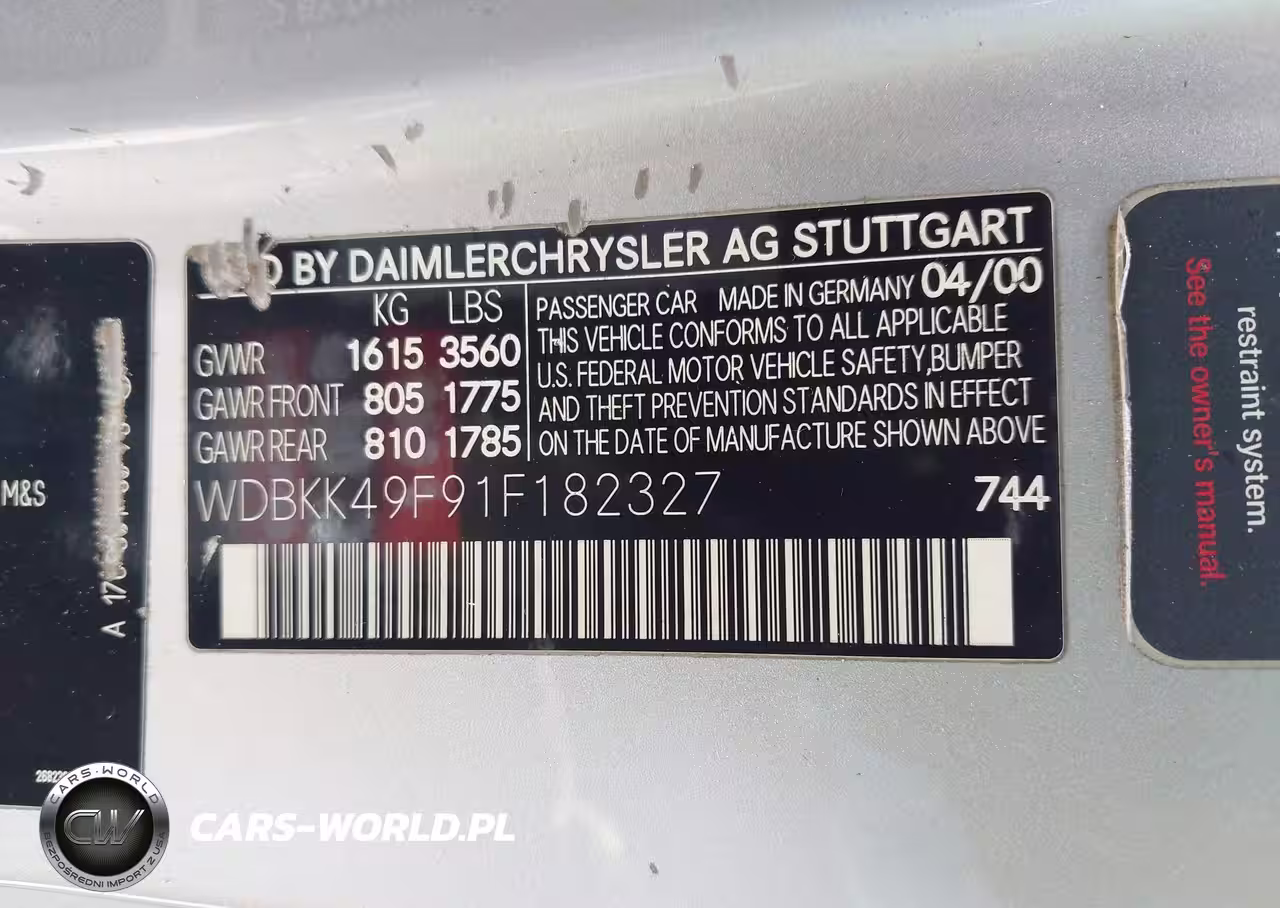 BY DAIMLERCHRYSLER AG STUTTGART
KG LBS
GVWR 1615 3560
GAWR FRONT 805 1775
GAWR REAR 810 1785
PASSENGER CAR MADE IN GERMANY 04/00
THIS VEHICLE CONFORMS TO ALL APPLICABLE
U.S. FEDERAL MOTOR VEHICLE SAFETY, BUMPER
AND THEFT PREVENTION STANDARDS IN EFFECT
ON THE DATE OF MANUFACTURE SHOWN ABOVE
WDBKK49F91F182327 744
M&S
A
restraint system.
See the owner's manual.
CARS-WORLD
CW
BEZPOŚREDNI IMPORT Z USA
CARS-WORLD.PL